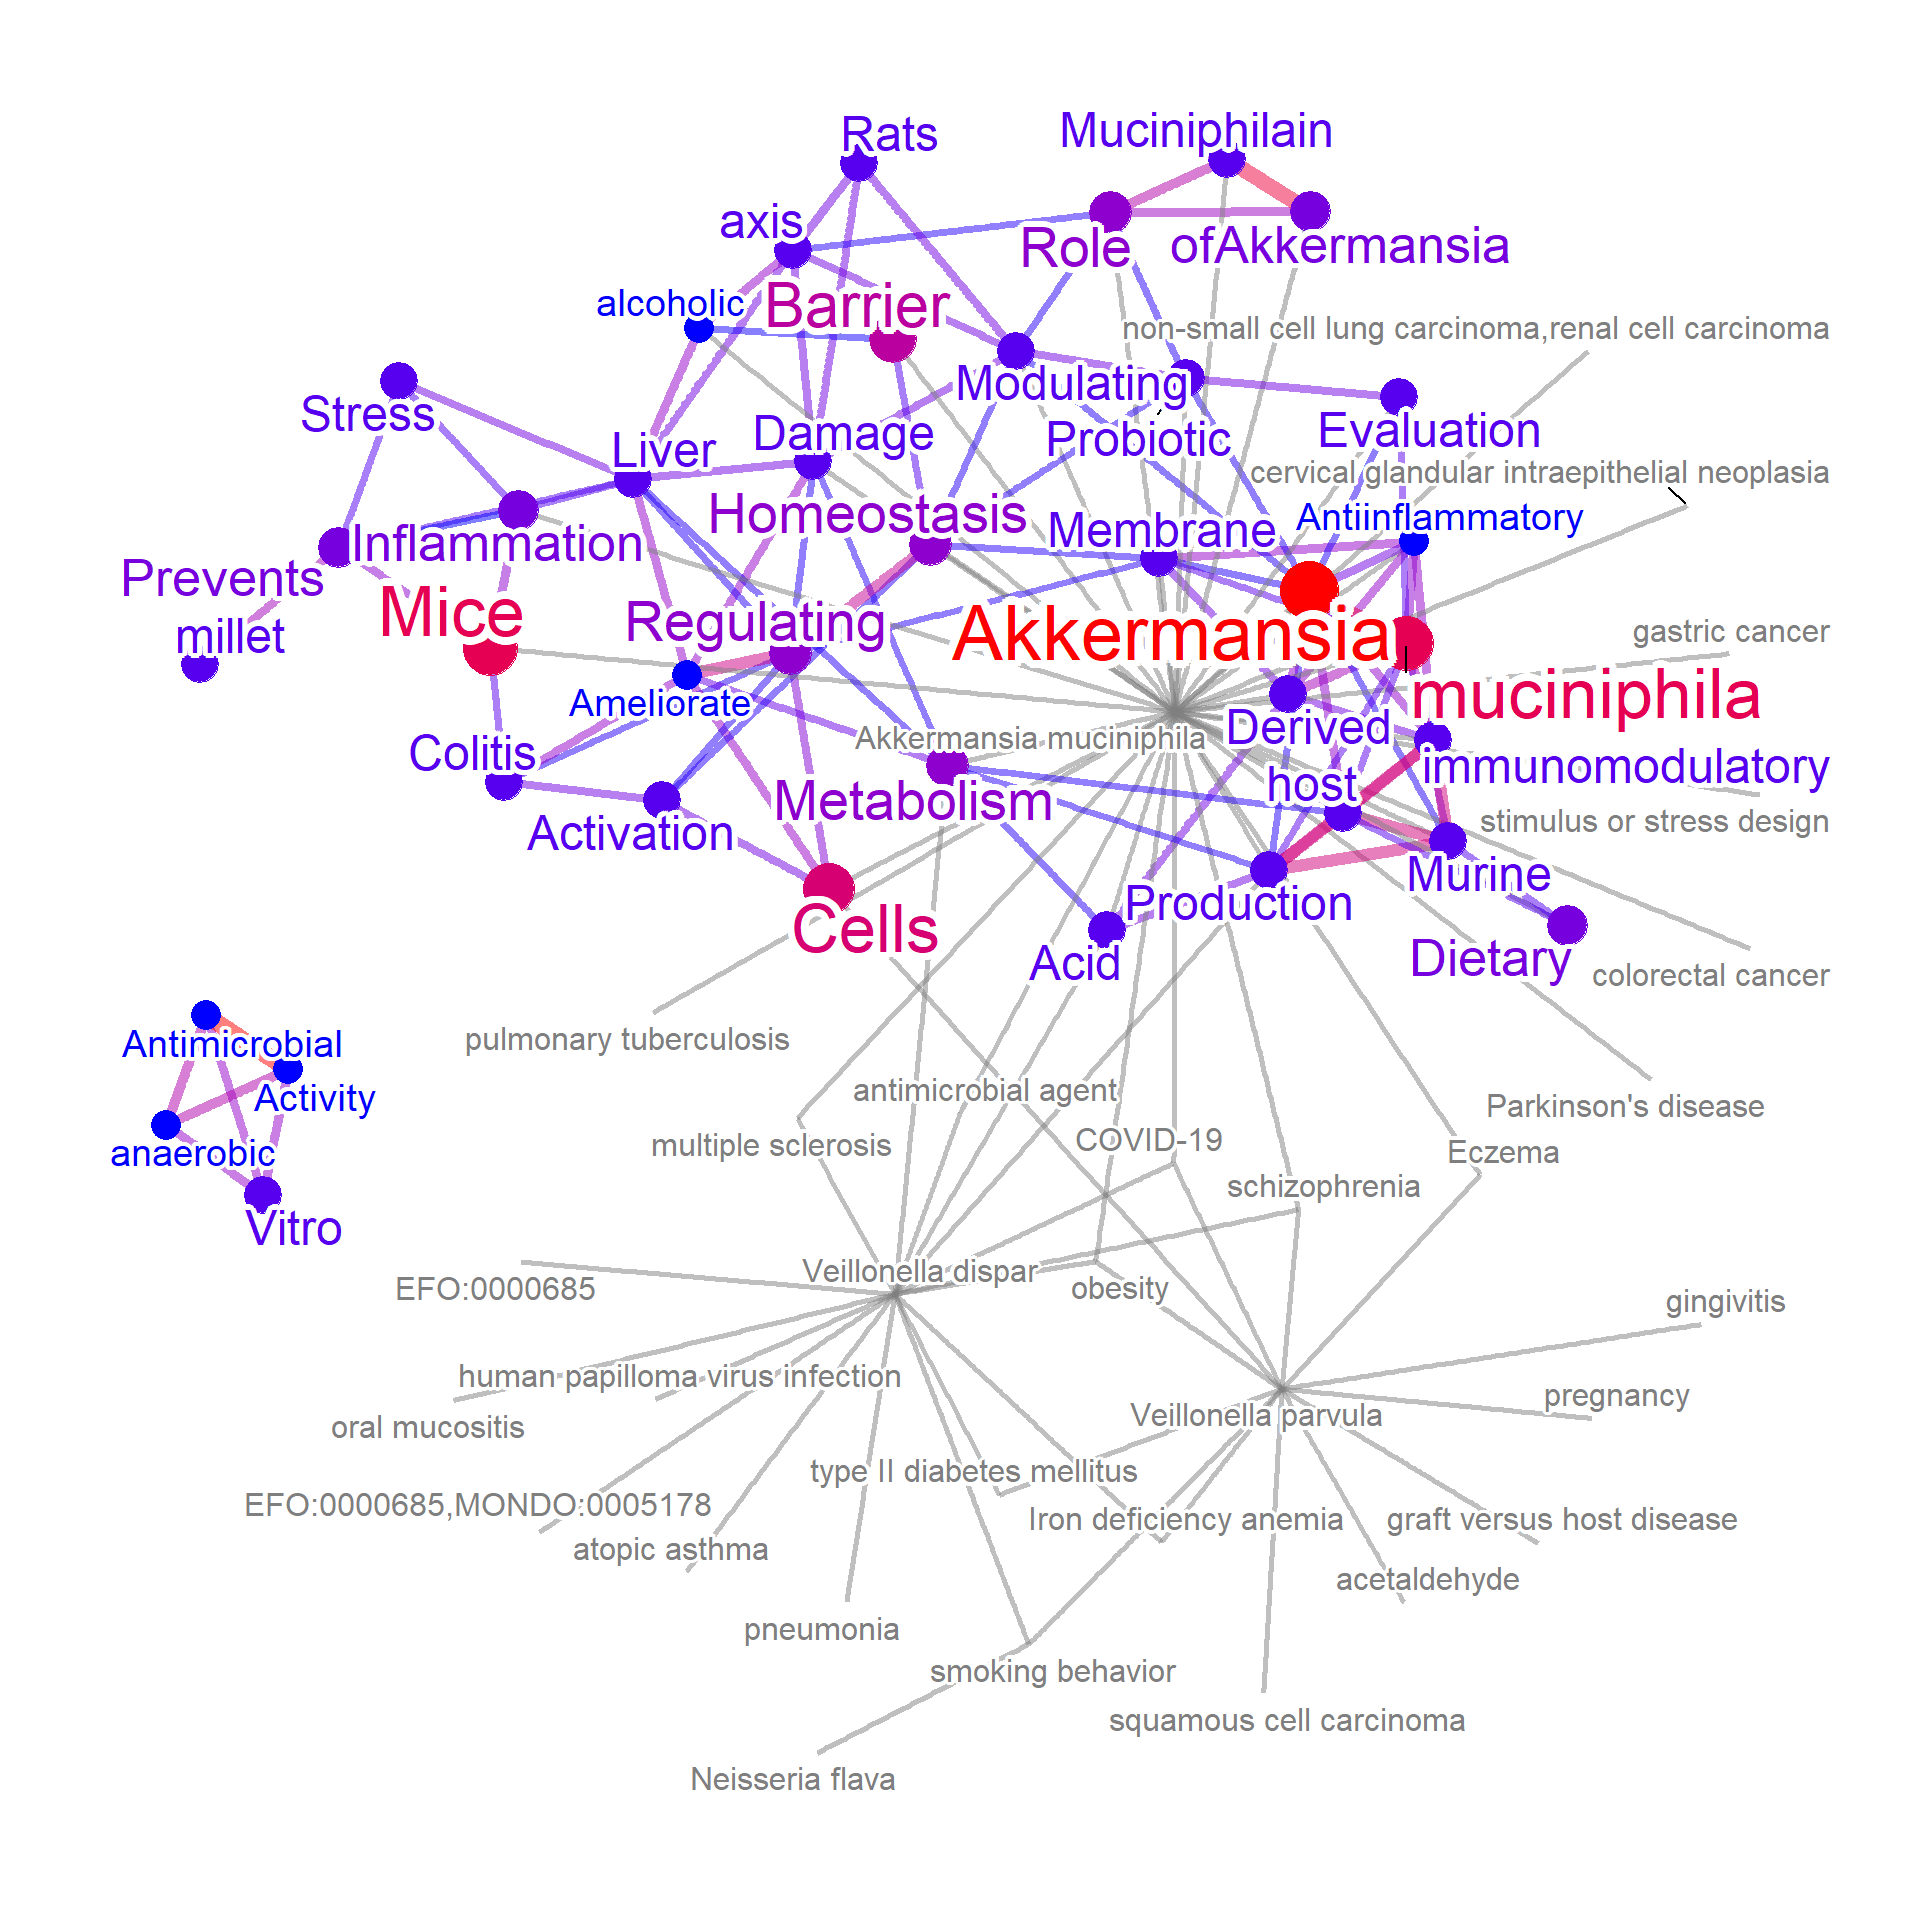 Rats
Muciniphilain
axis
Role
ofAkkermansia
alcoholic
Barrier
non-small cell lung carcinoma,renal cell carcinoma
Modulating
Stress
Damage
Probiotic
Evaluation
Liver
cervical glandular intraepithelial neoplasia
Homeostasis
Antiinflammatory
Membrane
Inflammation
Prevents
Mice
Regulating
Akkermansia
gastric cancer
millet
Ameliorate
muciniphila
Derived
Akkermansia muciniphila
Colitis
immunomodulatory
host
Metabolism
stimulus or stress design
Activation
Murine
Production
Cells
Acid
Dietary
colorectal cancer
pulmonary tuberculosis
Antimicrobial
antimicrobial agent
Activity
Parkinson's disease
multiple sclerosis
COVID-19
anaerobic
Eczema
schizophrenia
Vitro
Veillonella dispar
EFO:0000685
obesity
gingivitis
human papilloma virus infection
pregnancy
oral mucositis
Veillonella parvula
type II diabetes mellitus
EFO:0000685,MONDO:0005178
Iron deficiency anemia
graft versus host disease
atopic asthma
acetaldehyde
pneumonia
smoking behavior
squamous cell carcinoma
Neisseria flava